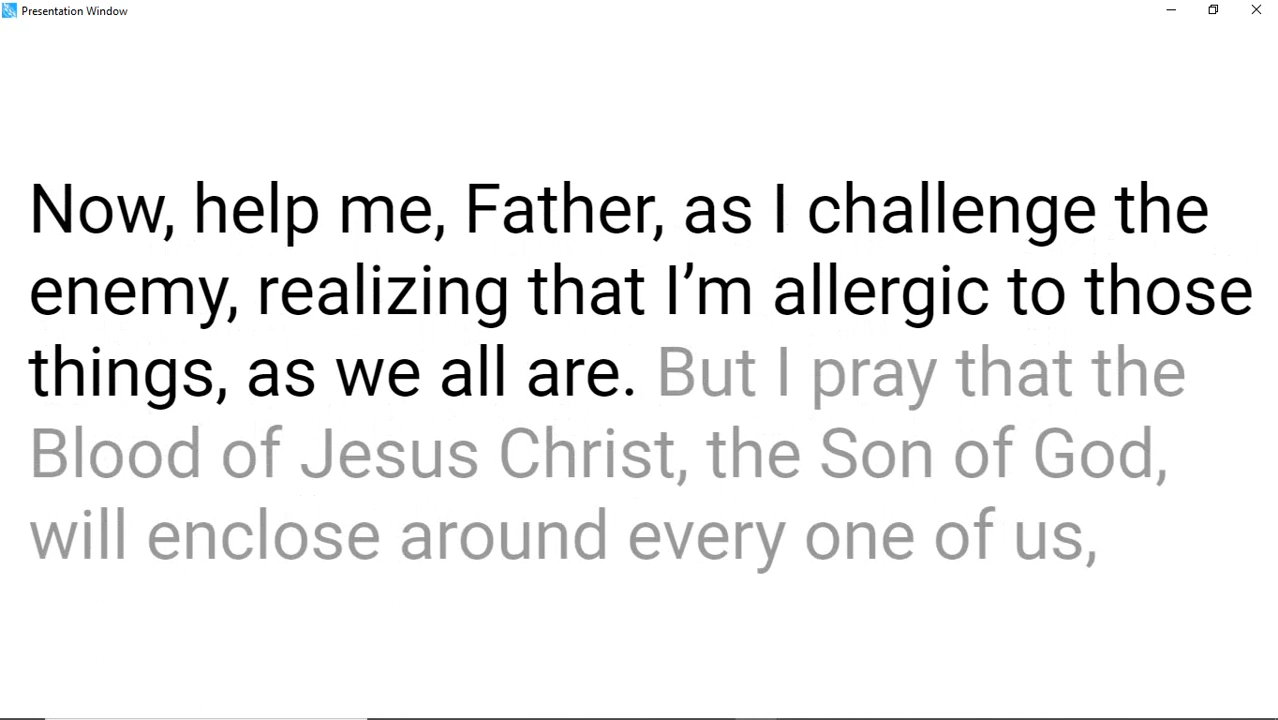 Presentation Window
Now, help me, Father, as I challenge the
enemy, realizing that I’m allergic to those
things, as we all are. But I pray that the
Blood of Jesus Christ, the Son of God,
will enclose around every one of us,